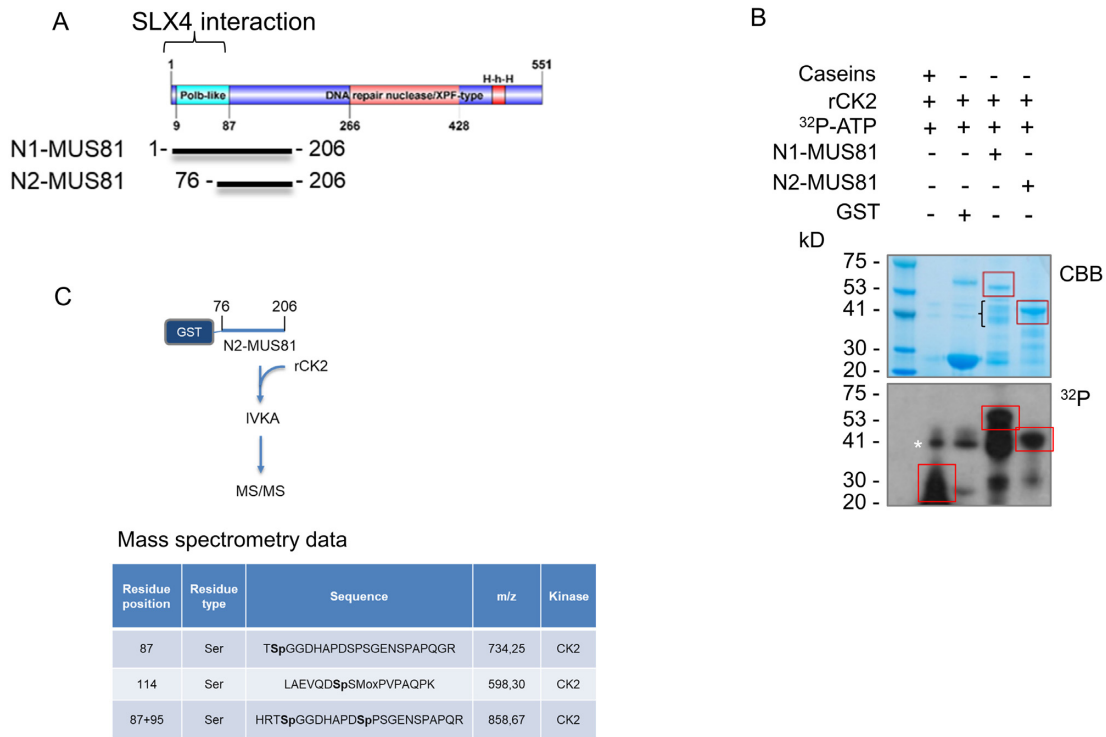 A
SLX4 interaction
1
551
H-h-H
Polb-like
DNA repair nuclease/XPF-type
9
87
266
428
N1-MUS81 1- - 206
N2-MUS81 76 - - 206
B
Caseins + - - -
rCK2 + + + +
32P-ATP + + + +
N1-MUS81 - - + -
N2-MUS81 - - - +
GST - + - -
kD
75 -
53 -
41 -
30 -
20 -
CBB
75 -
53 -
41 -
30 -
20 -
32P
*
C
76
206
GST
N2-MUS81
rCK2
IVKA
MS/MS
Mass spectrometry data
Residue position Residue type Sequence m/z Kinase
87 Ser TSpGGDHAPDSPSGENSPAPQGR 734,25 CK2
114 Ser LAEVQDSpSMoxPVPAQPK 598,30 CK2
87+95 Ser HRTSpGGDHAPDSpPSGENSPAPQR 858,67 CK2